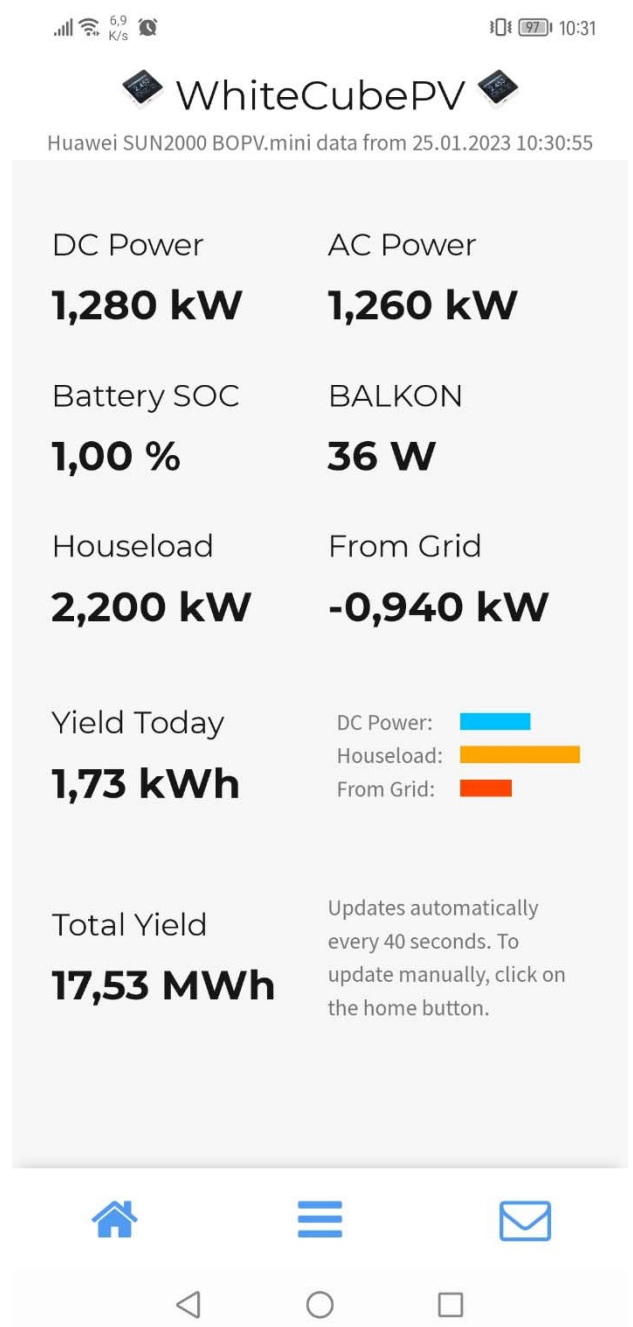 6,9
K/s
97
10:31
WhiteCubePV
Huawei SUN2000 BOPV.mini data from 25.01.2023 10:30:55
DC Power
AC Power
1,280 kW
1,260 kW
Battery SOC
BALKON
1,00 %
36 W
Houseload
From Grid
2,200 kW
-0,940 kW
Yield Today
1,73 kWh
DC Power:
Houseload:
From Grid:
Total Yield
17,53 MWh
Updates automatically
every 40 seconds. To
update manually, click on
the home button.